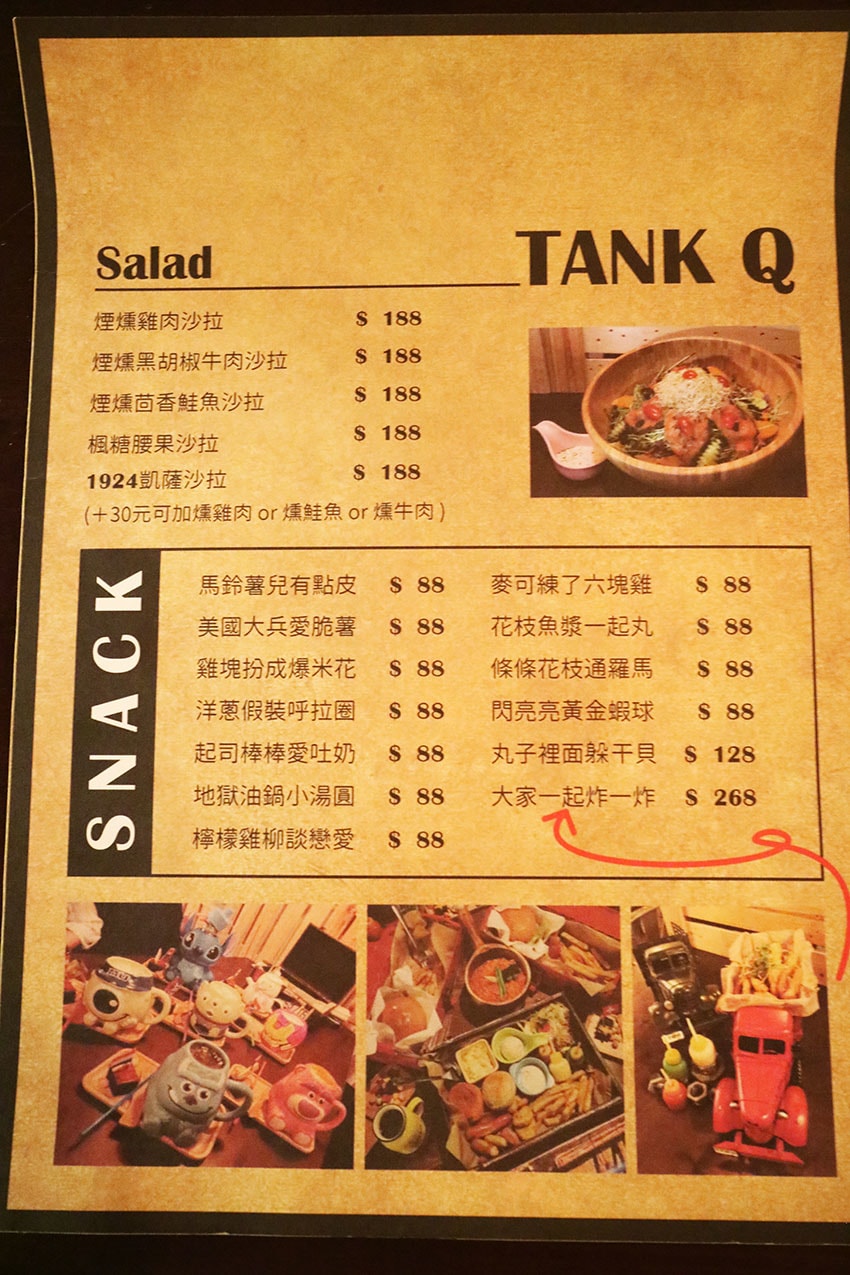 TANK Q
Salad
煙燻雞肉沙拉 $ 188
煙燻黑胡椒牛肉沙拉 $ 188
煙燻茴香鮭魚沙拉 $ 188
楓糖腰果沙拉 $ 188
1924凱薩沙拉 $ 188
(+30元可加燻雞肉 or 燻鮭魚 or 燻牛肉)
SNACK
馬鈴薯兒有點皮 $ 88
美國大兵愛脆薯 $ 88
雞塊扮成爆米花 $ 88
洋蔥假裝呼拉圈 $ 88
起司棒棒愛吐奶 $ 88
地獄油鍋小湯圓 $ 88
檸檬雞柳談戀愛 $ 88
麥可練了六塊雞 $ 88
花枝魚漿一起丸 $ 88
條條花枝通羅馬 $ 88
閃亮亮黃金蝦球 $ 88
丸子裡面躲干貝 $ 128
大家一起炸一炸 $ 268